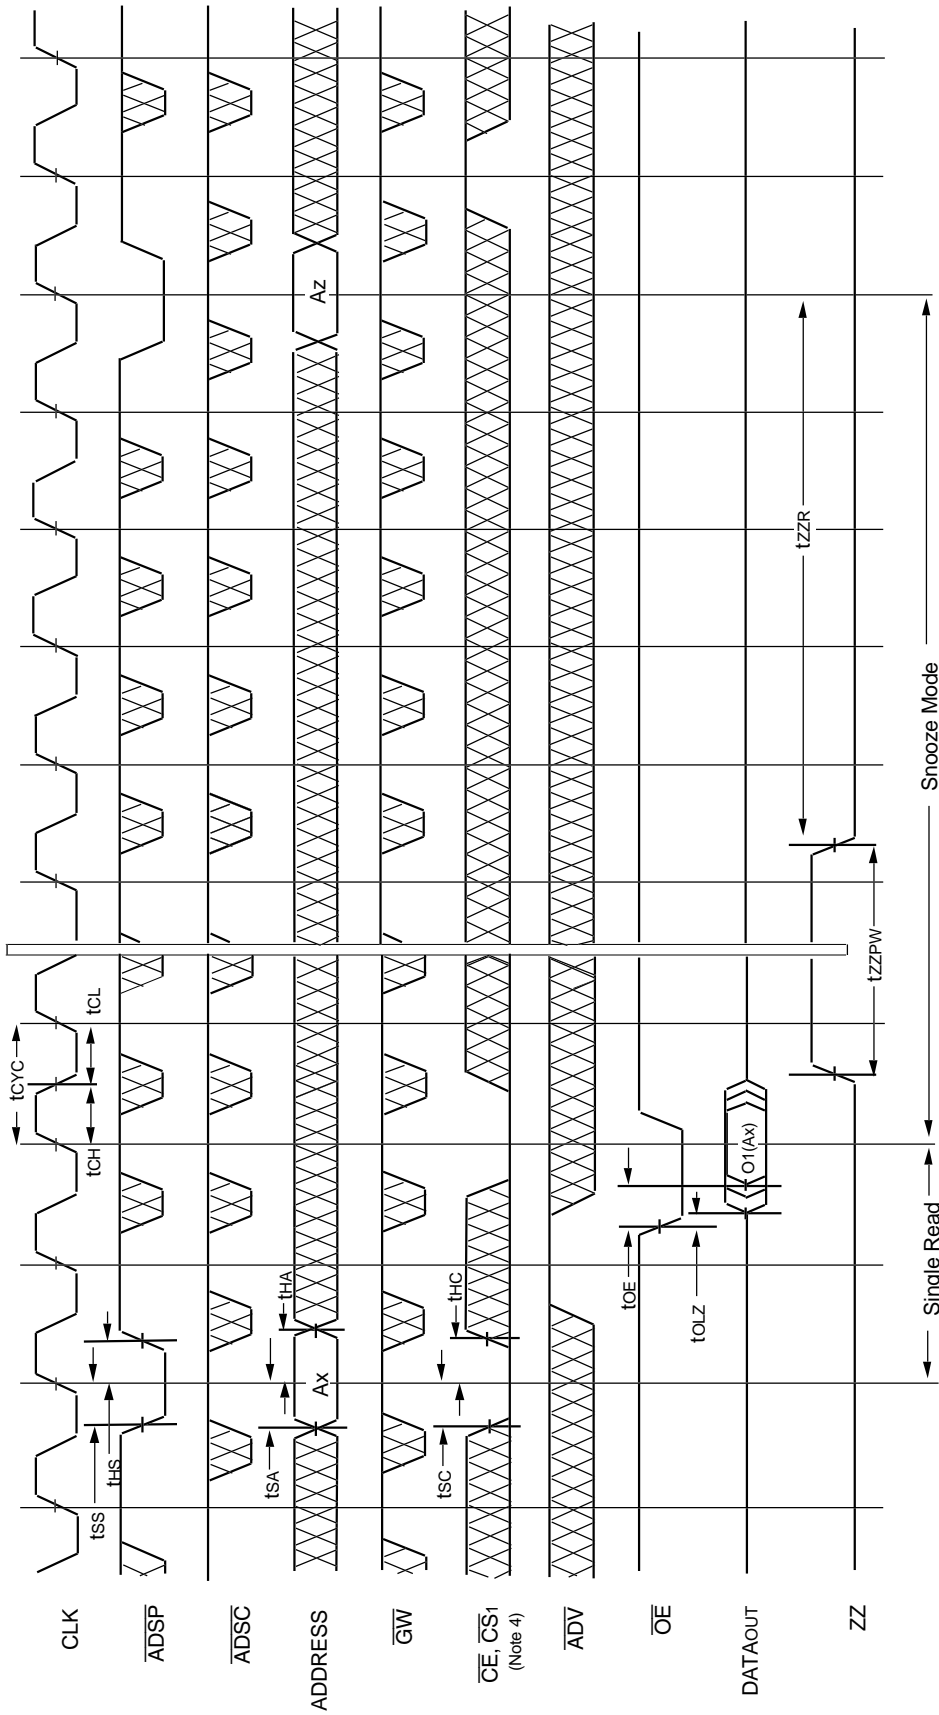 CLK
ADSP
ADSC
ADDRESS
GW
CE, CS1
(Note 4)
ADV
OE
DATAOUT
ZZ
tCYC
tCH
tCL
tSS
tHS
tSA
tHA
Ax
Az
tSC
tHC
tOE
tOLZ
O1(Ax)
tZZPW
tZZR
Single Read
Snooze Mode